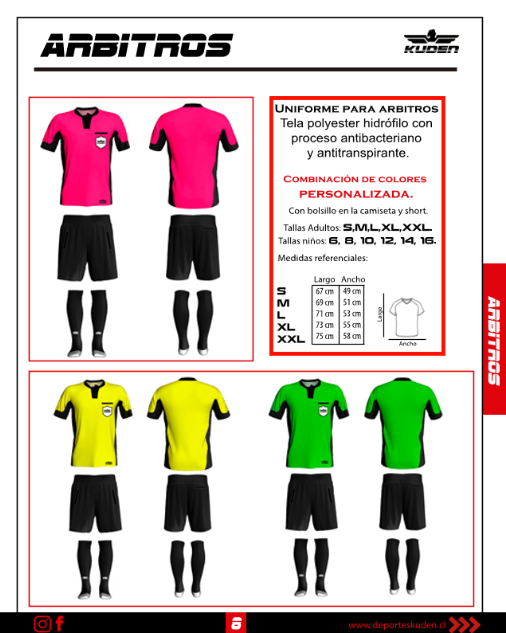 ARBITROS
KUDEN
UNIFORME PARA ARBITROS
Tela polyester hidrófilo con
proceso antibacteriano
y antitranspirante.
COMBINACIÓN DE COLORES
PERSONALIZADA.
Con bolsillo en la camiseta y short.
Tallas Adultos: S,M,L,XL,XXL.
Tallas niños: 6, 8, 10, 12, 14, 16.
Medidas referenciales:
Largo Ancho
S 67 cm 49 cm
M 69 cm 51 cm
L 71 cm 53 cm
XL 73 cm 55 cm
XXL 75 cm 58 cm
Largo
Ancho
ARBITROS
8
www.deporteskuden.cl